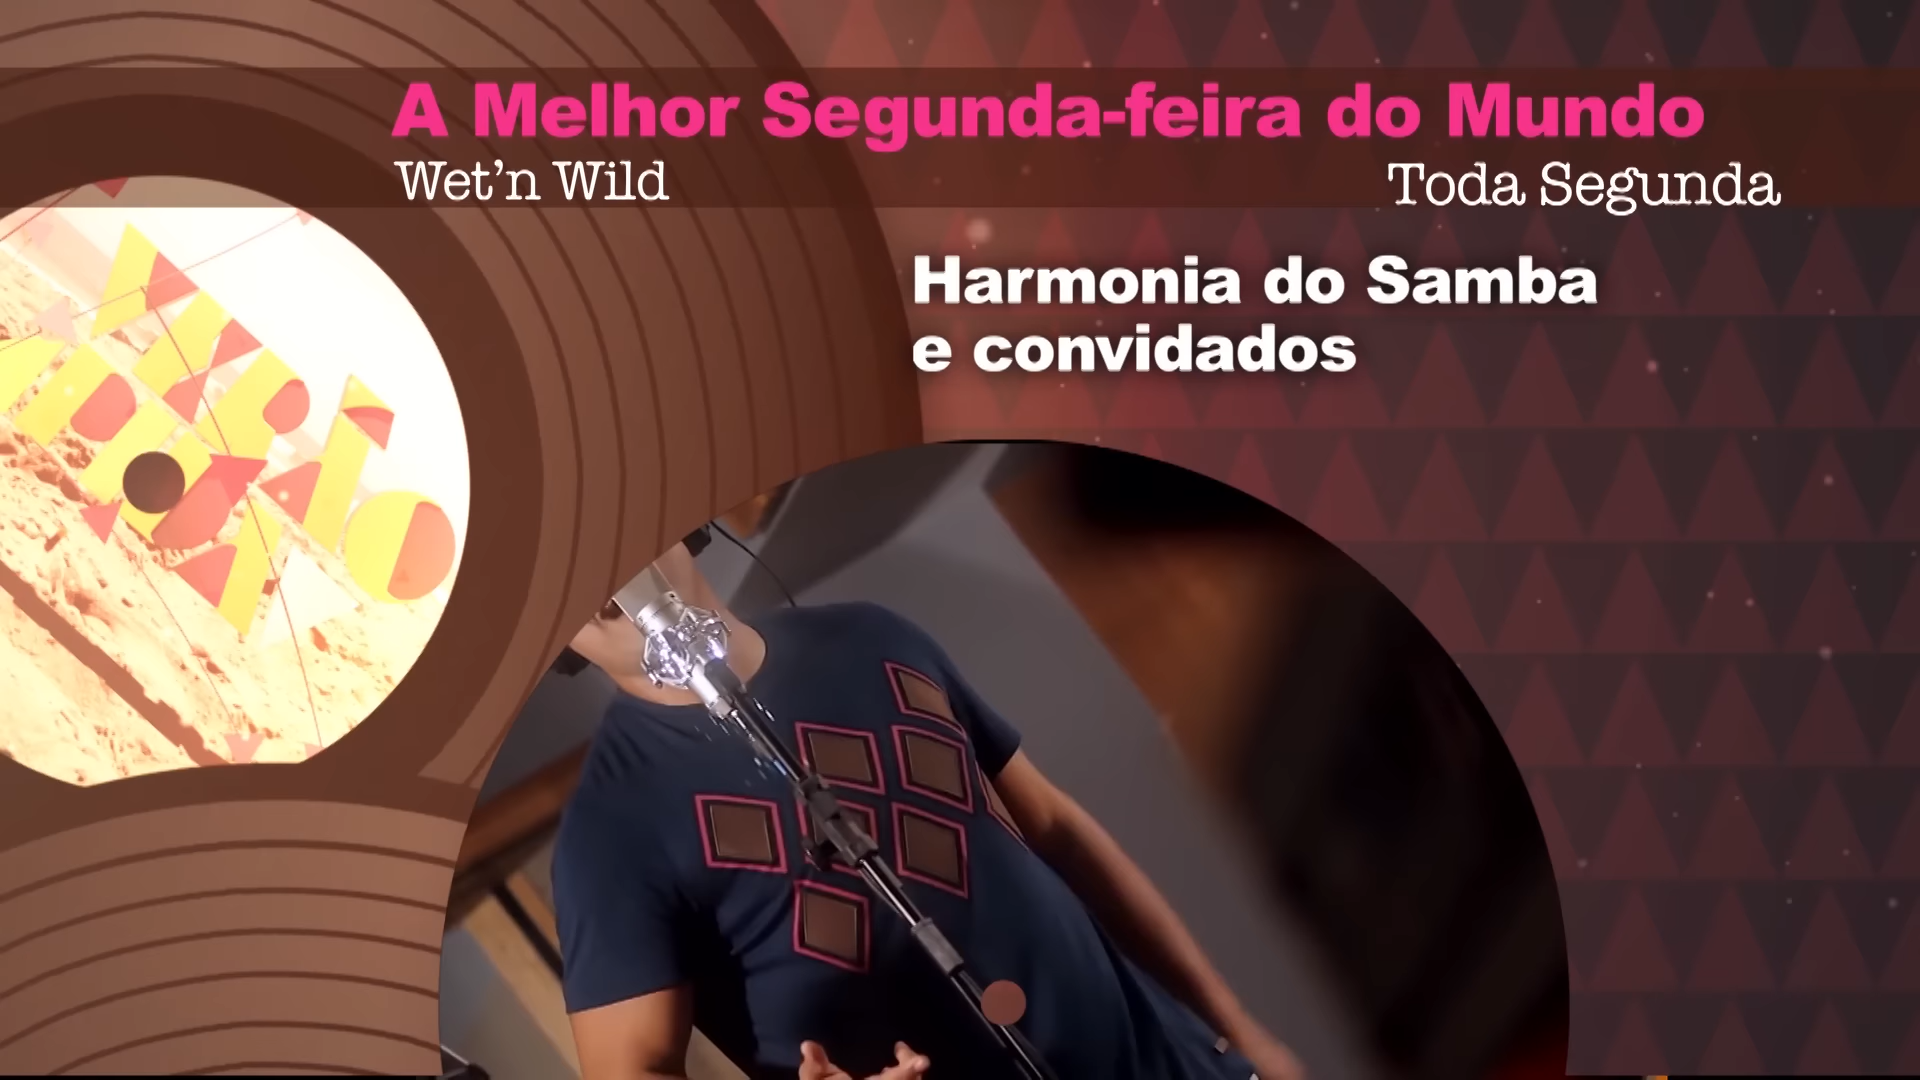 A Melhor Segunda-feira do Mundo
Wet’n Wild
Toda Segunda
Harmonia do Samba
e convidados